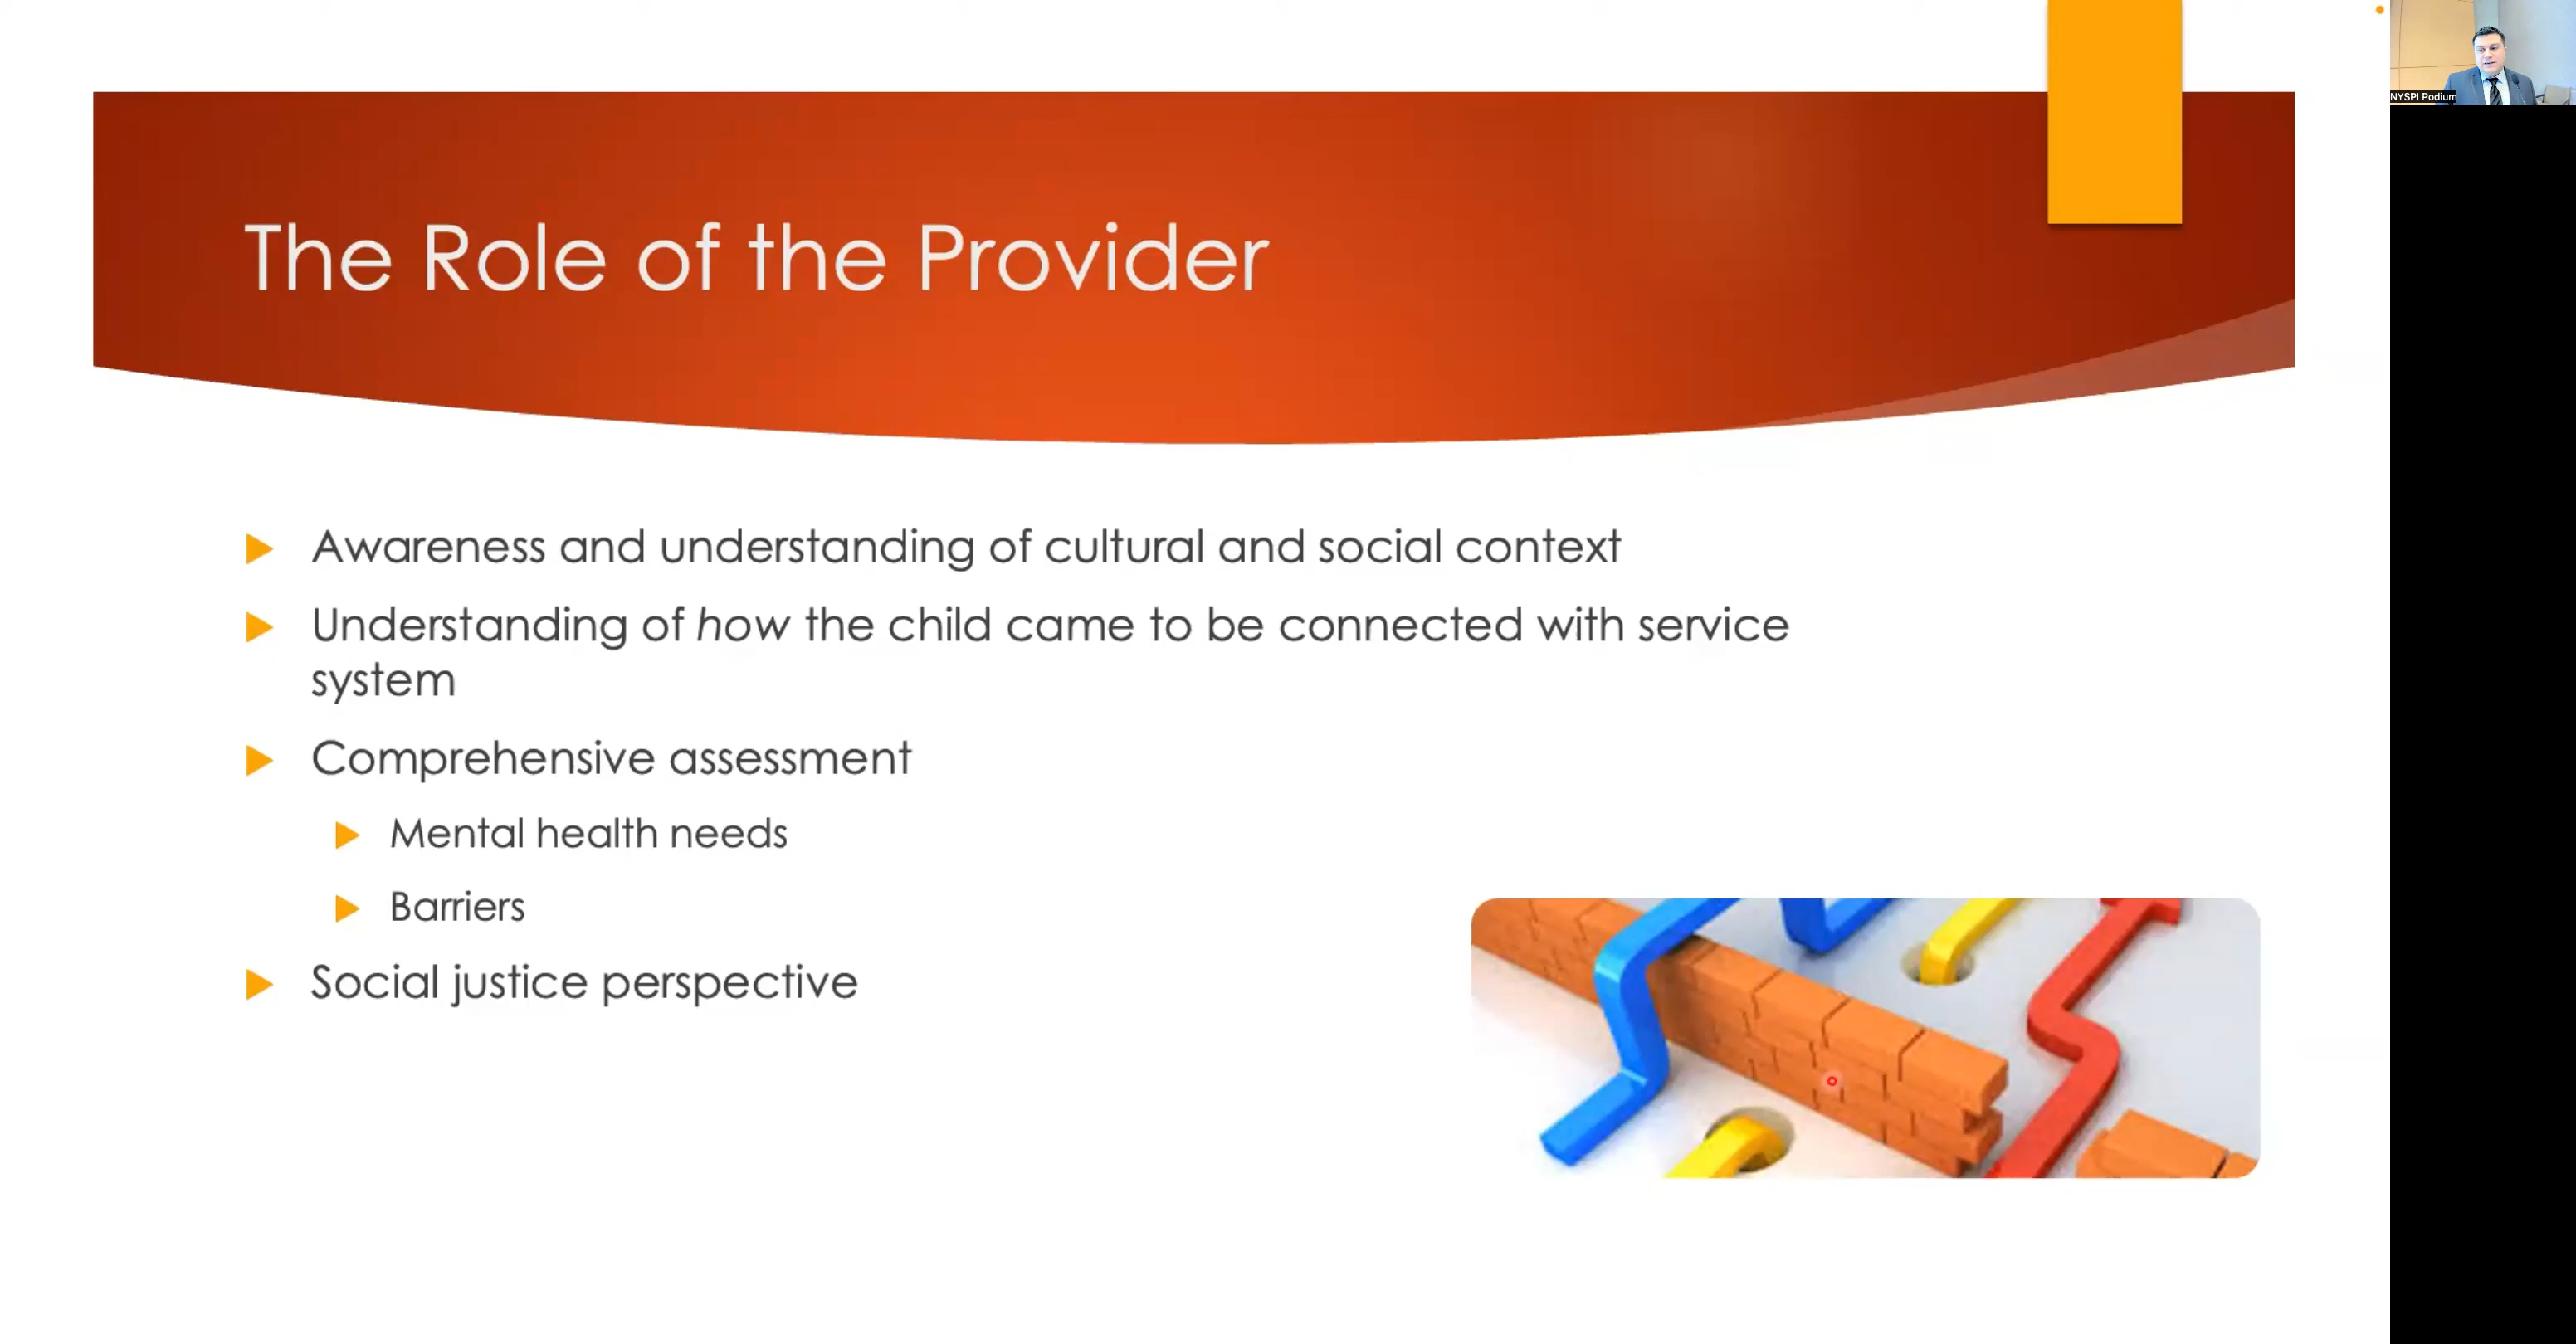 NYSPI Podium
The Role of the Provider
Awareness and understanding of cultural and social context
Understanding of how the child came to be connected with service
system
Comprehensive assessment
Mental health needs
Barriers
Social justice perspective